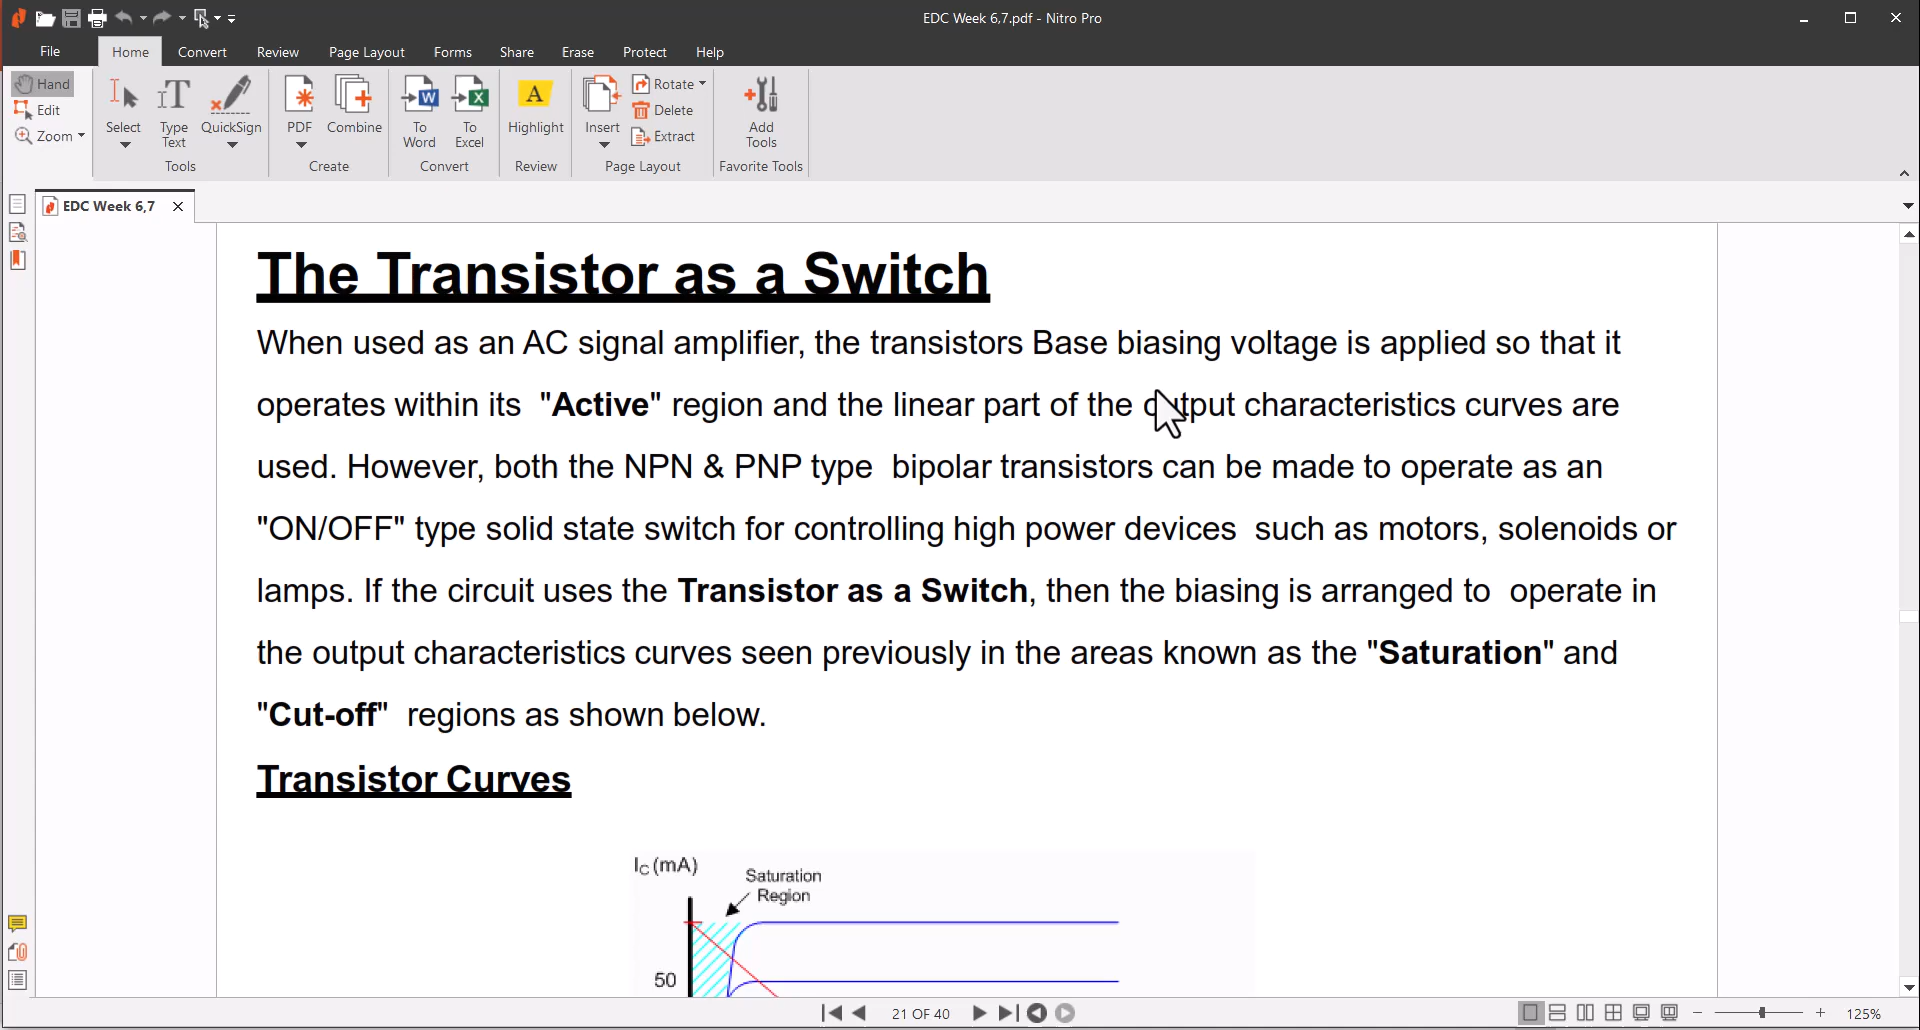 EDC Week 6,7.pdf - Nitro Pro
File Home Convert Review Page Layout Forms Share Erase Protect Help
Hand
Edit
Zoom
Select
Type
Text
QuickSign
Tools
PDF
Combine
Create
To
Word
To
Excel
Convert
Highlight
Review
Insert
Rotate
Delete
Extract
Page Layout
Add
Tools
Favorite Tools
EDC Week 6,7
The Transistor as a Switch
When used as an AC signal amplifier, the transistors Base biasing voltage is applied so that it
operates within its "Active" region and the linear part of the output characteristics curves are
used. However, both the NPN & PNP type bipolar transistors can be made to operate as an
"ON/OFF" type solid state switch for controlling high power devices such as motors, solenoids or
lamps. If the circuit uses the Transistor as a Switch, then the biasing is arranged to operate in
the output characteristics curves seen previously in the areas known as the "Saturation" and
"Cut-off" regions as shown below.
Transistor Curves
IC (mA)
Saturation
Region
50
21 OF 40
125%